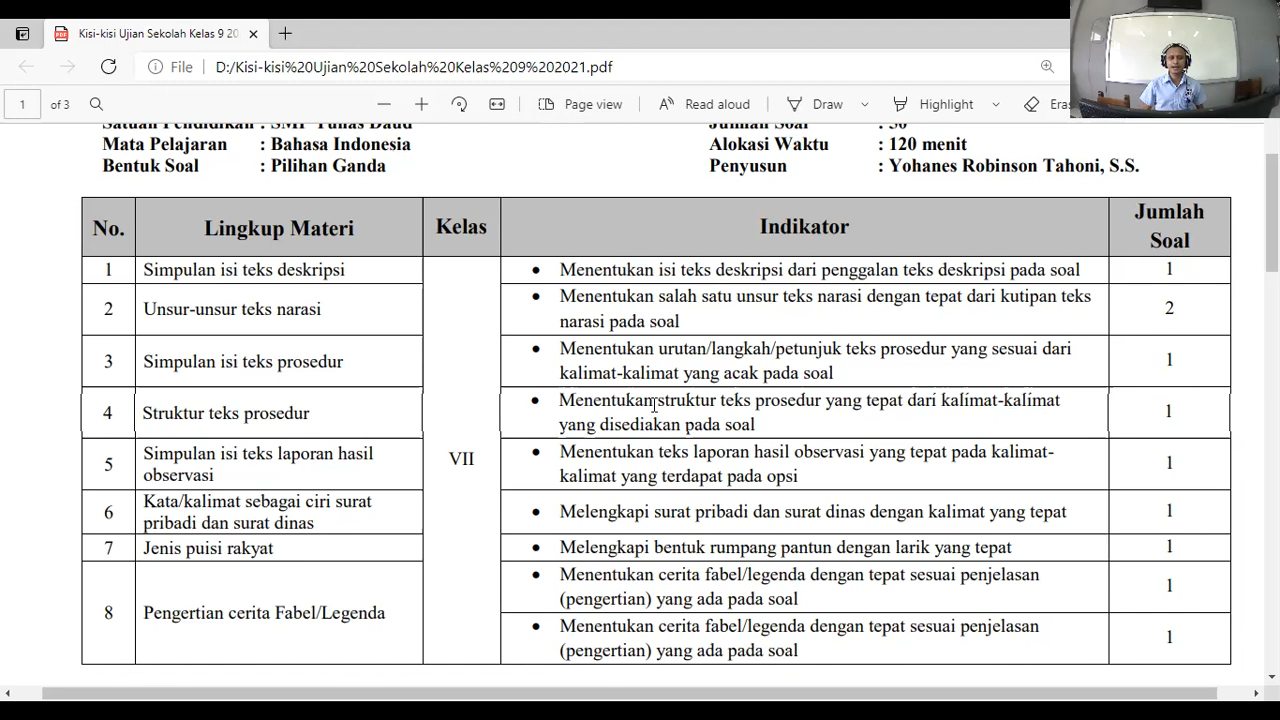 Kisi-kisi Ujian Sekolah Kelas 9 20
File D:/Kisi-kisi%20Ujian%20Sekolah%20Kelas%209%202021.pdf
1 of 3 Page view Read aloud Draw Highlight Eras
Satuan Pendidikan : SMP Tunas Daud Jumlah Soal : 50
Mata Pelajaran : Bahasa Indonesia Alokasi Waktu : 120 menit
Bentuk Soal : Pilihan Ganda Penyusun : Yohanes Robinson Tahoni, S.S.
No. Lingkup Materi Kelas Indikator Jumlah
Soal
1 Simpulan isi teks deskripsi • Menentukan isi teks deskripsi dari penggalan teks deskripsi pada soal 1
2 Unsur-unsur teks narasi • Menentukan salah satu unsur teks narasi dengan tepat dari kutipan teks
narasi pada soal 2
3 Simpulan isi teks prosedur • Menentukan urutan/langkah/petunjuk teks prosedur yang sesuai dari
kalimat-kalimat yang acak pada soal 1
4 Struktur teks prosedur • Menentukan struktur teks prosedur yang tepat dari kalimat-kalimat
yang disediakan pada soal 1
VII
5 Simpulan isi teks laporan hasil
observasi • Menentukan teks laporan hasil observasi yang tepat pada kalimat-
kalimat yang terdapat pada opsi 1
6 Kata/kalimat sebagai ciri surat
pribadi dan surat dinas • Melengkapi surat pribadi dan surat dinas dengan kalimat yang tepat 1
7 Jenis puisi rakyat • Melengkapi bentuk rumpang pantun dengan larik yang tepat 1
8 Pengertian cerita Fabel/Legenda • Menentukan cerita fabel/legenda dengan tepat sesuai penjelasan
(pengertian) yang ada pada soal 1
• Menentukan cerita fabel/legenda dengan tepat sesuai penjelasan
(pengertian) yang ada pada soal 1